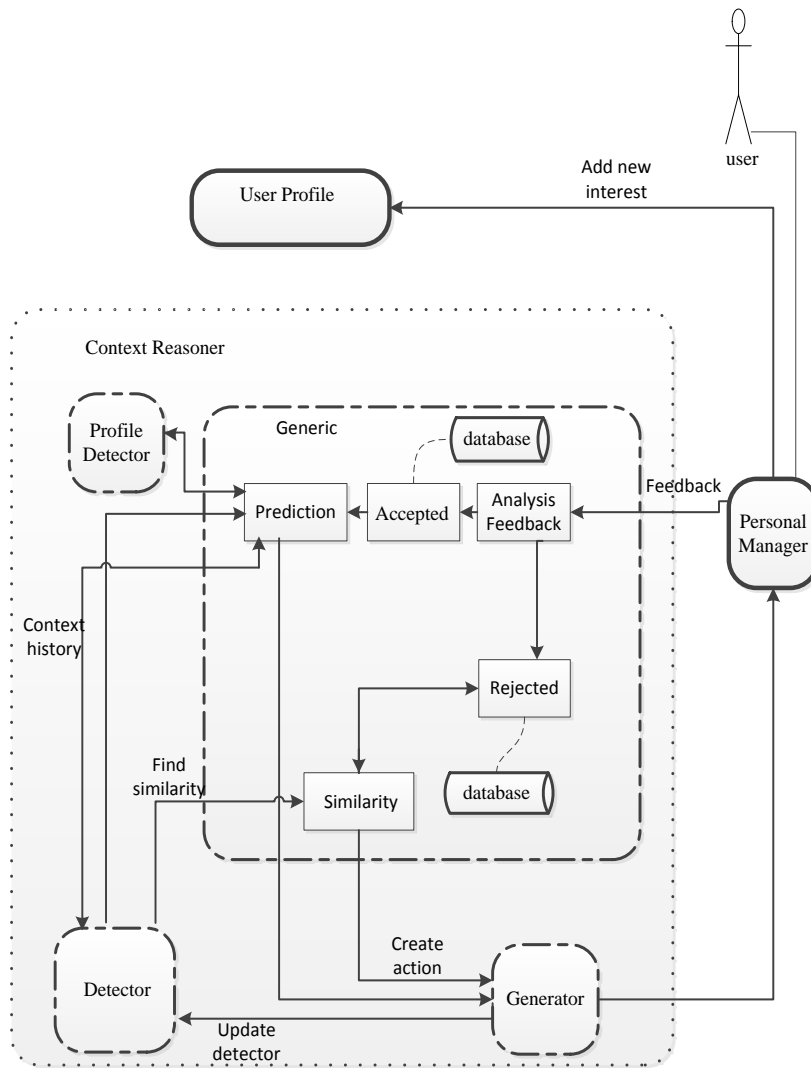 user
Add new
interest
User Profile
Context Reasoner
Profile
Detector
Generic
database
Feedback
Prediction
Accepted
Analysis
Feedback
Personal
Manager
Context
history
Rejected
Find
similarity
Similarity
database
Create
action
Detector
Generator
Update
detector